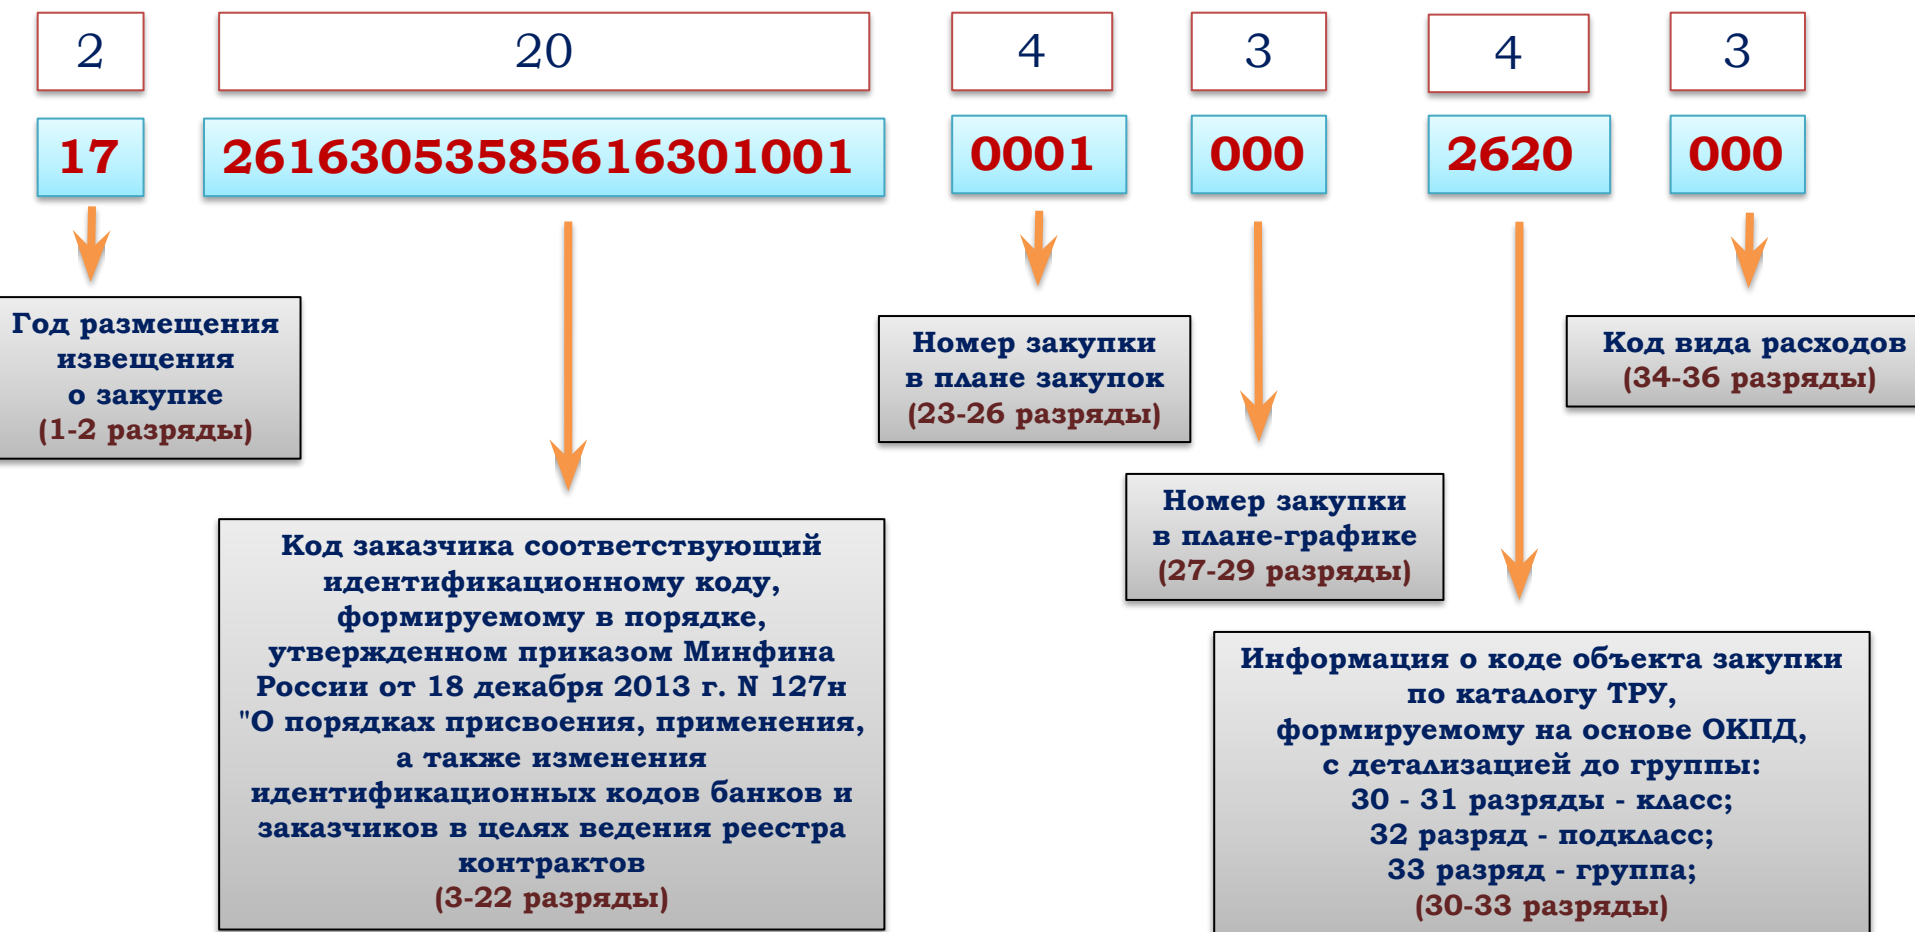 2
20
4
3
4
3
17
26163053585616301001
0001
000
2620
000
Год размещения
извещения
о закупке
(1-2 разряды)
Номер закупки
в плане закупок
(23-26 разряды)
Код вида расходов
(34-36 разряды)
Номер закупки
в плане-графике
(27-29 разряды)
Код заказчика соответствующий
идентификационному коду,
формируемому в порядке,
утвержденном приказом Минфина
России от 18 декабря 2013 г. N 127н
"О порядках присвоения, применения,
а также изменения
идентификационных кодов банков и
заказчиков в целях ведения реестра
контрактов
(3-22 разряды)
Информация о коде объекта закупки
по каталогу ТРУ,
формируемому на основе ОКПД,
с детализацией до группы:
30 - 31 разряды - класс;
32 разряд - подкласс;
33 разряд - группа;
(30-33 разряды)